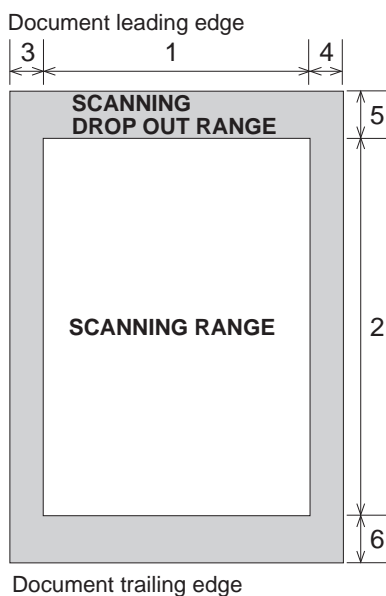 Document leading edge
3 1 4
SCANNING
DROP OUT RANGE
5
SCANNING RANGE
2
6
Document trailing edge